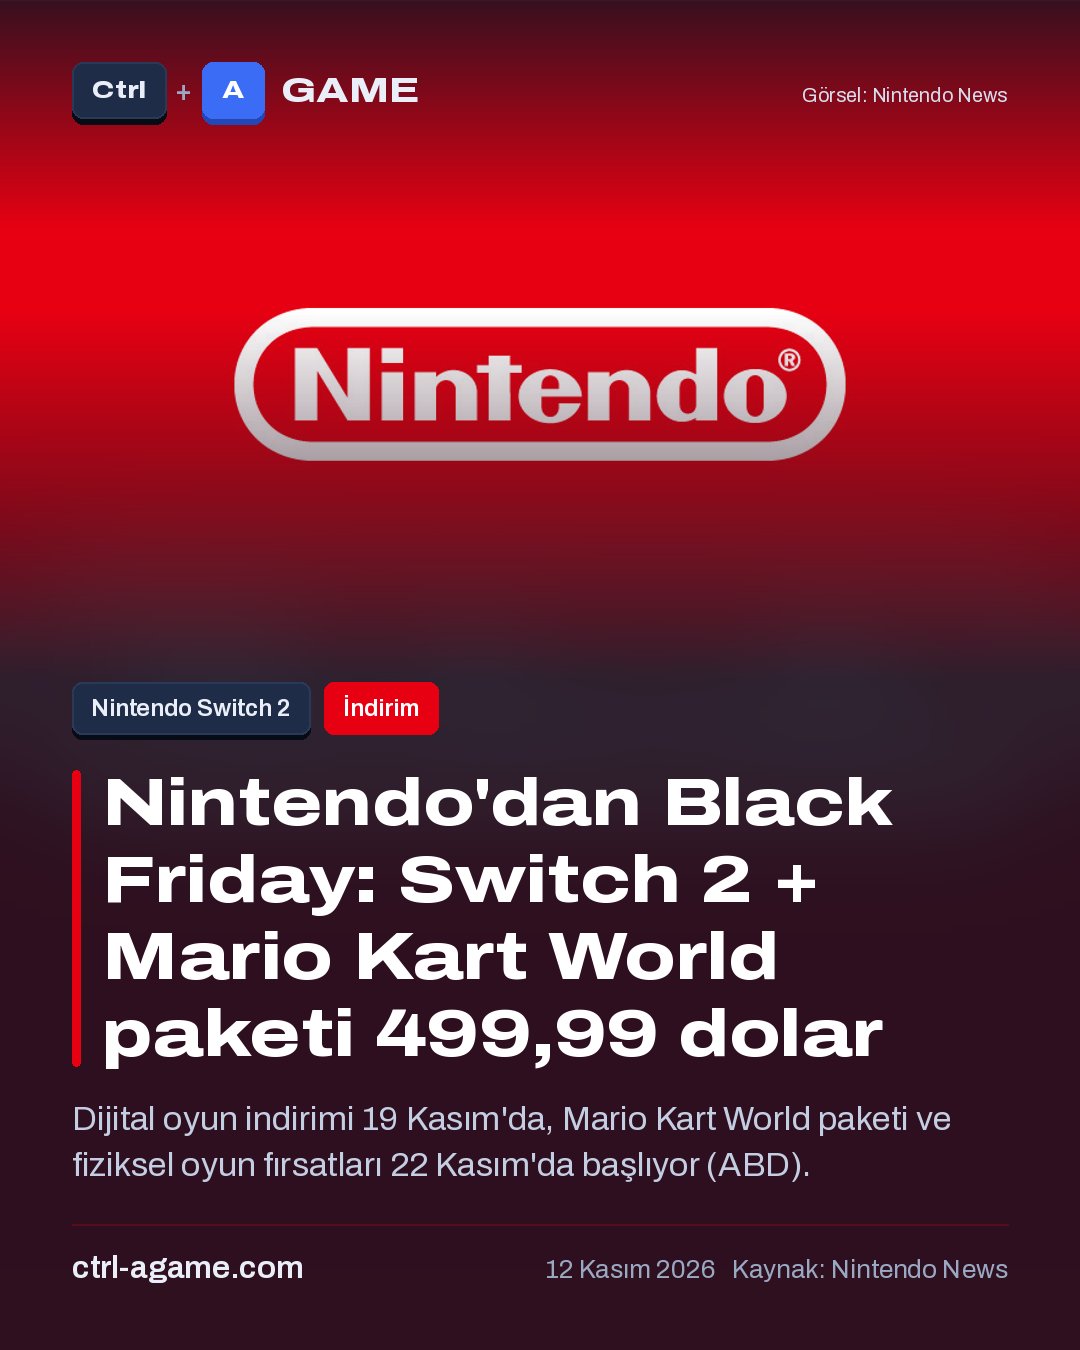 Ctrl + A GAME
Görsel: Nintendo News
Nintendo®
Nintendo Switch 2 İndirim
Nintendo'dan Black
Friday: Switch 2 +
Mario Kart World
paketi 499,99 dolar
Dijital oyun indirimi 19 Kasım'da, Mario Kart World paketi ve
fiziksel oyun fırsatları 22 Kasım'da başlıyor (ABD).
ctrl-agame.com
12 Kasım 2026 Kaynak: Nintendo News